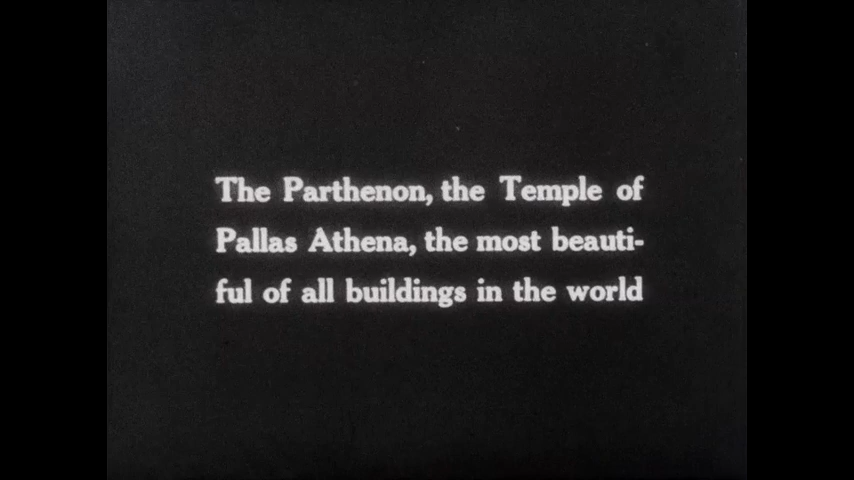 The Parthenon, the Temple of
Pallas Athena, the most beauti-
ful of all buildings in the world